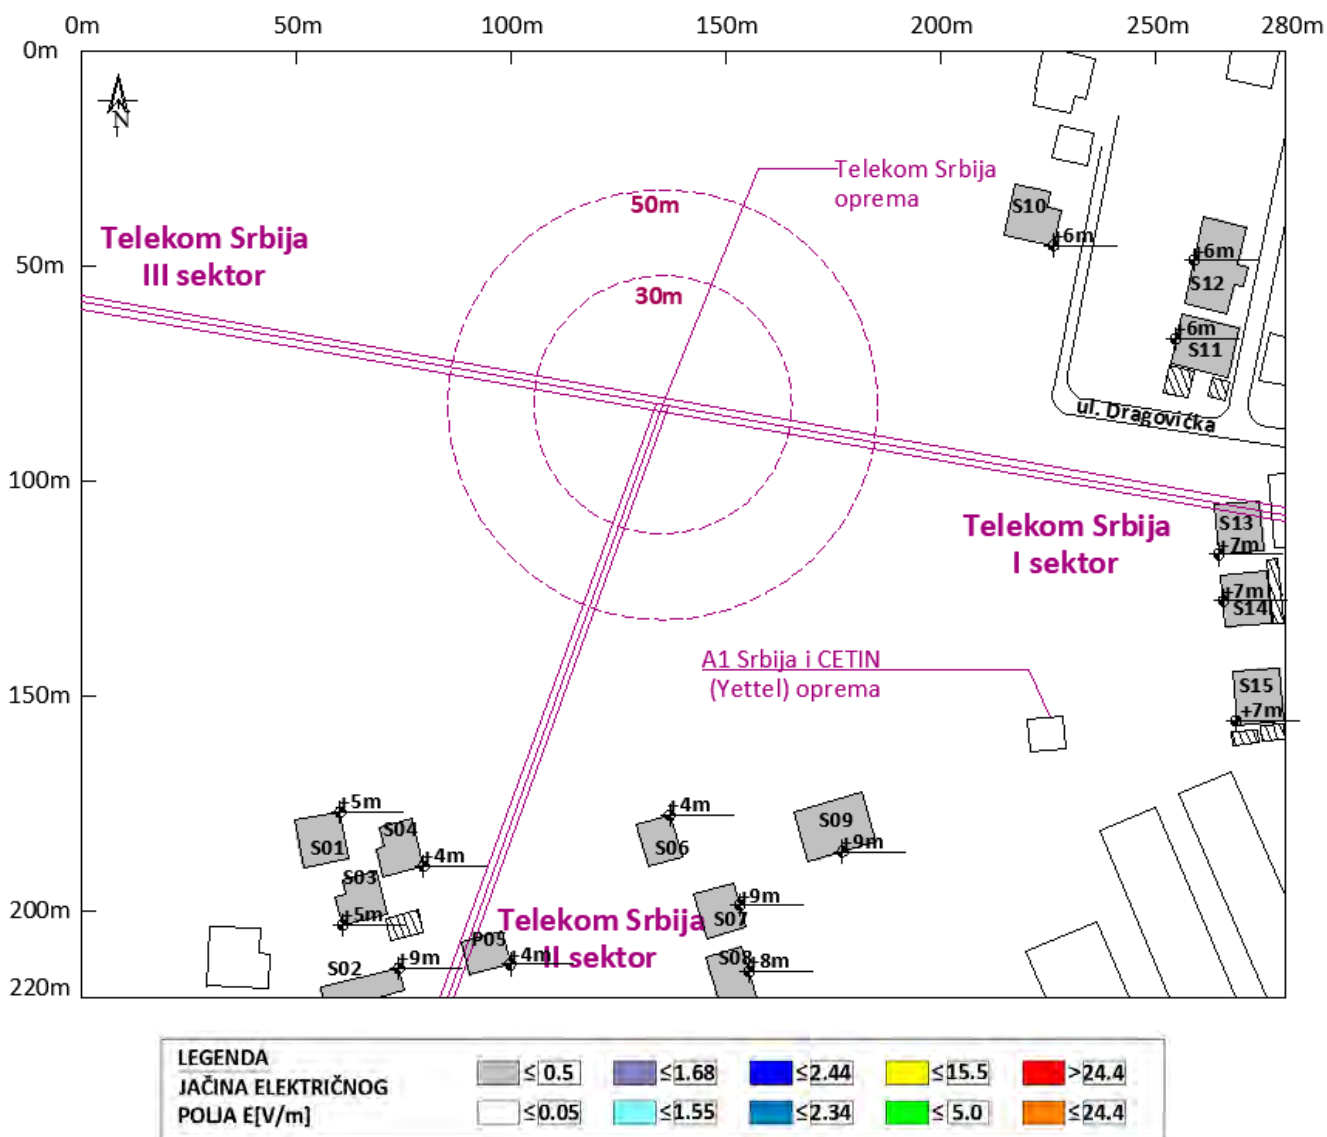 0m 50m 100m 150m 200m 250m 280m
0m
N
Telekom Srbija
oprema
50m
S10
+6m
Telekom Srbija
III sektor
+6m
50m
S12
30m
+6m
S11
ul. Dragovićka
100m
Telekom Srbija
I sektor
S13
+7m
+7m
S14
A1 Srbija i CETIN
(Yettel) oprema
150m
S15
+7m
+5m
S01
S04
+4m
+4m
S06
S09
+9m
S03
+5m
200m
+9m
S07
Telekom Srbija
II sektor
P05
+4m
S02
+9m
S08
+8m
220m
LEGENDA
JAČINA ELEKTRIČNOG
POLJA E[V/m]
≤ 0.5 ≤1.68 ≤2.44 ≤15.5 >24.4
≤0.05 ≤1.55 ≤2.34 ≤ 5.0 ≤24.4